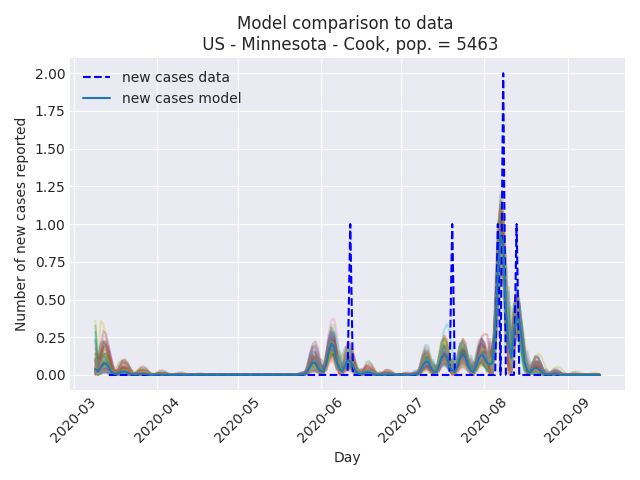 Model comparison to data
US - Minnesota - Cook, pop. = 5463
new cases data
new cases model
Number of new cases reported
2.00
1.75
1.50
1.25
1.00
0.75
0.50
0.25
0.00
2020-03
2020-04
2020-05
2020-06
2020-07
2020-08
2020-09
Day